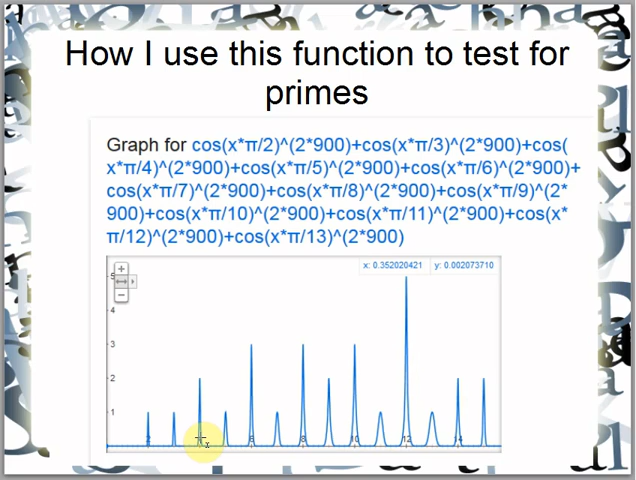 How I use this function to test for
primes
Graph for cos(x*π/2)^(2*900)+cos(x*π/3)^(2*900)+cos(
x*π/4)^(2*900)+cos(x*π/5)^(2*900)+cos(x*π/6)^(2*900)+
cos(x*π/7)^(2*900)+cos(x*π/8)^(2*900)+cos(x*π/9)^(2*
900)+cos(x*π/10)^(2*900)+cos(x*π/11)^(2*900)+cos(x*
π/12)^(2*900)+cos(x*π/13)^(2*900)
x: 0.352020421 y: 0.002073710
5
4
3
2
1
2 6 8 10 12 14